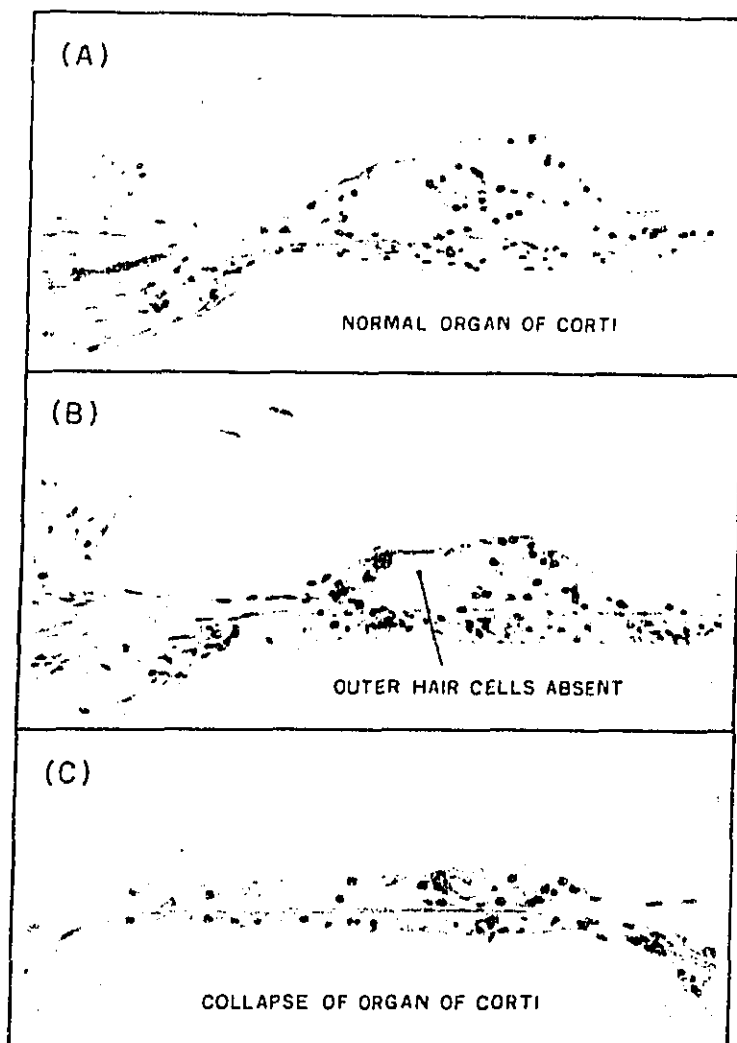 (A)
NORMAL ORGAN OF CORTI
(B)
OUTER HAIR CELLS ABSENT
(C)
COLLAPSE OF ORGAN OF CORTI